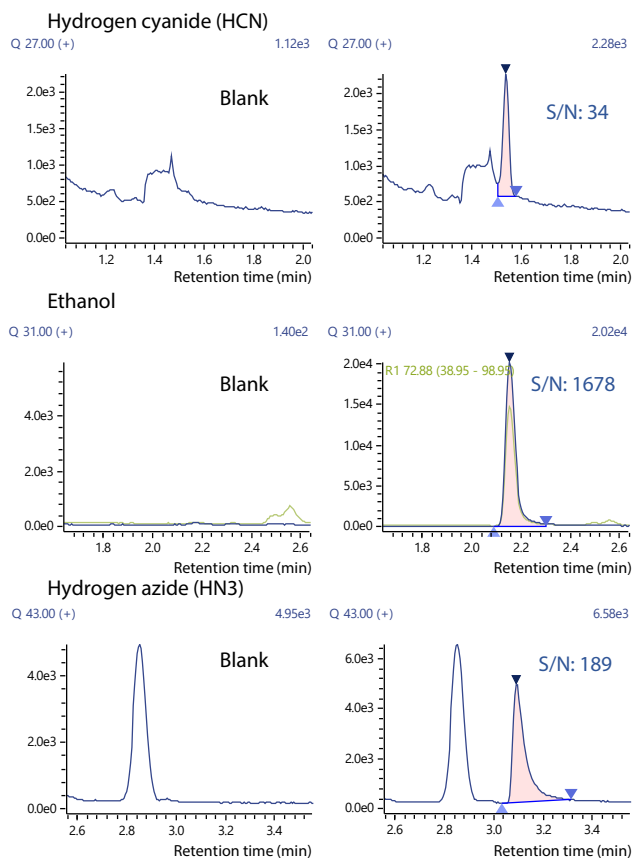 Hydrogen cyanide (HCN)
Q 27.00 (+) 1.12e3
Blank
2.0e3
1.5e3
1.0e3
5.0e2
0.0e0
1.2 1.4 1.6 1.8 2.0
Retention time (min)
Q 27.00 (+) 2.28e3
S/N: 34
2.0e3
1.5e3
1.0e3
5.0e2
0.0e0
1.2 1.4 1.6 1.8 2.0
Retention time (min)
Ethanol
Q 31.00 (+) 1.40e2
Blank
4.0e3
2.0e3
0.0e0
1.8 2.0 2.2 2.4 2.6
Retention time (min)
Q 31.00 (+) 2.02e4
R1 72.88 (38.95 - 98.95)
S/N: 1678
2.0e4
1.5e4
1.0e4
5.0e3
0.0e0
1.8 2.0 2.2 2.4 2.6
Retention time (min)
Hydrogen azide (HN3)
Q 43.00 (+) 4.95e3
Blank
4.0e3
2.0e3
0.0e0
2.6 2.8 3.0 3.2 3.4
Retention time (min)
Q 43.00 (+) 6.58e3
S/N: 189
6.0e3
4.0e3
2.0e3
0.0e0
2.6 2.8 3.0 3.2 3.4
Retention time (min)